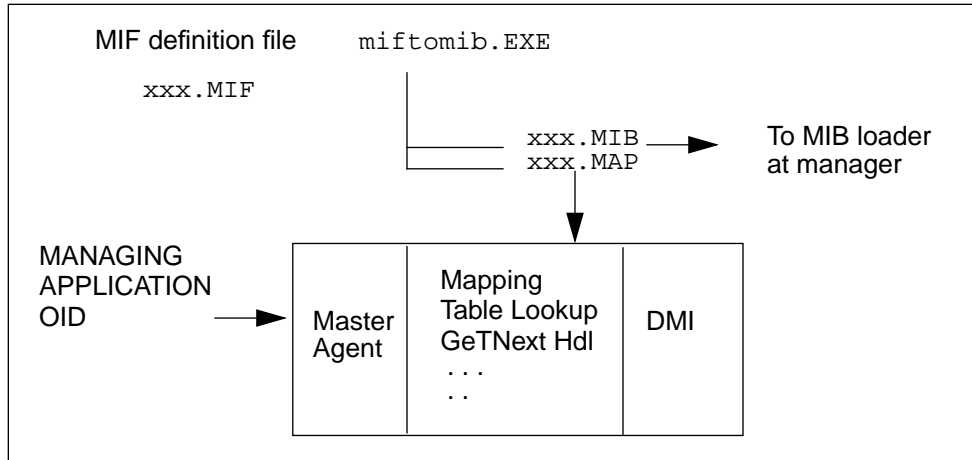 MIF definition file
miftomib.EXE
xxx.MIF
xxx.MIB
xxx.MAP
To MIB loader
at manager
MANAGING
APPLICATION
OID
Master
Agent
Mapping
Table Lookup
GeTNext Hdl
...
..
DMI